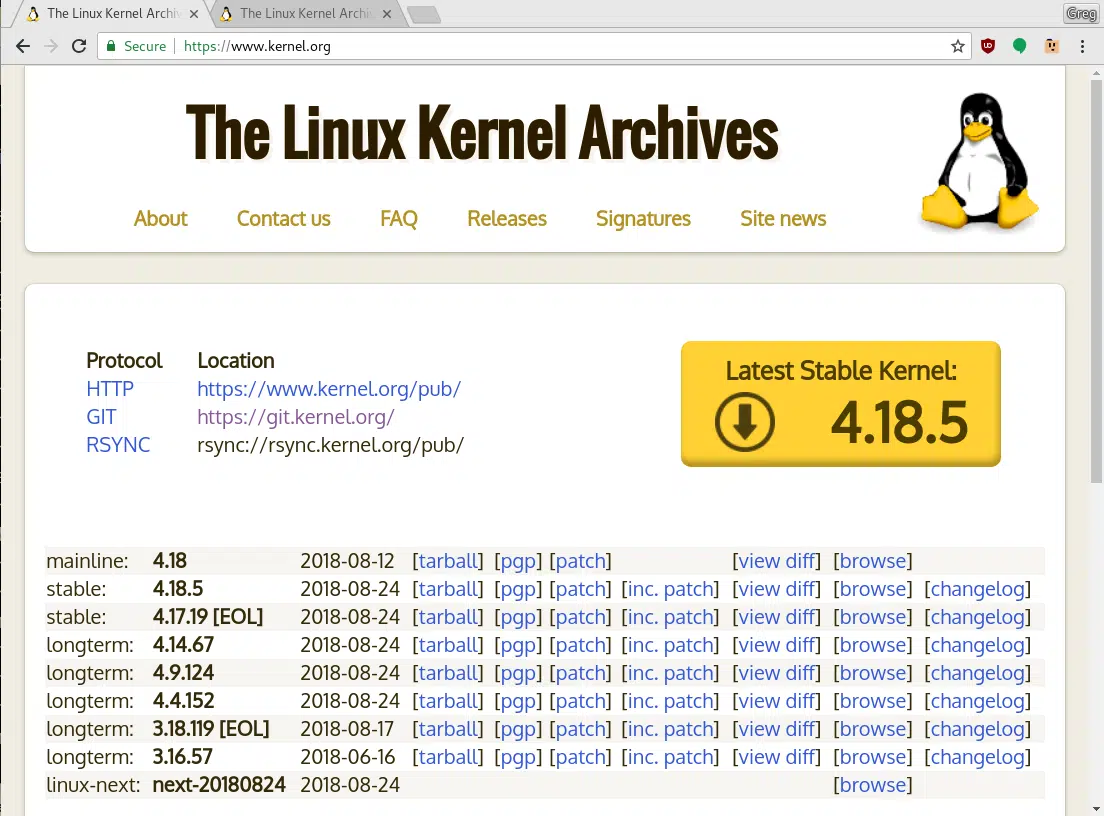 The Linux Kernel Archiv
The Linux Kernel Archi
Greg
Secure https://www.kernel.org
The Linux Kernel Archives
About Contact us FAQ Releases Signatures Site news
Protocol Location
HTTP https://www.kernel.org/pub/
GIT https://git.kernel.org/
RSYNC rsync://rsync.kernel.org/pub/
Latest Stable Kernel:
4.18.5
mainline: 4.18 2018-08-12 [tarball] [pgp] [patch] [view diff] [browse]
stable: 4.18.5 2018-08-24 [tarball] [pgp] [patch] [inc. patch] [view diff] [browse] [changelog]
stable: 4.17.19 [EOL] 2018-08-24 [tarball] [pgp] [patch] [inc. patch] [view diff] [browse] [changelog]
longterm: 4.14.67 2018-08-24 [tarball] [pgp] [patch] [inc. patch] [view diff] [browse] [changelog]
longterm: 4.9.124 2018-08-24 [tarball] [pgp] [patch] [inc. patch] [view diff] [browse] [changelog]
longterm: 4.4.152 2018-08-24 [tarball] [pgp] [patch] [inc. patch] [view diff] [browse] [changelog]
longterm: 3.18.119 [EOL] 2018-08-17 [tarball] [pgp] [patch] [inc. patch] [view diff] [browse] [changelog]
longterm: 3.16.57 2018-06-16 [tarball] [pgp] [patch] [inc. patch] [view diff] [browse] [changelog]
linux-next: next-20180824 2018-08-24 [browse]